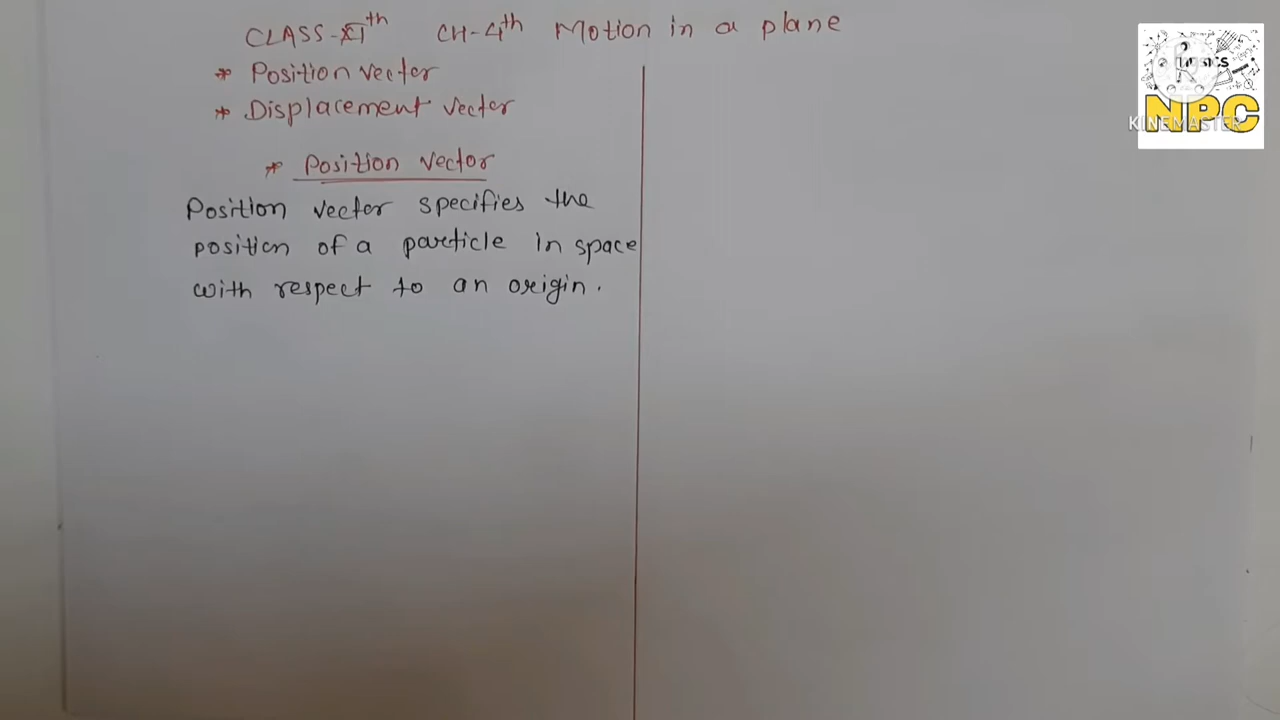 CLASS-XIth CH-4th Motion in a plane
* Position vector
* Displacement vector
* Position vector
Position vector specifies the
position of a particle in space
with respect to an origin.
NPC
KINEMASTER